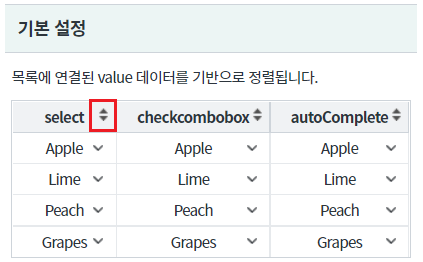 기본 설정
목록에 연결된 value 데이터를 기반으로 정렬됩니다.
select checkcombobox autoComplete
Apple Apple Apple
Lime Lime Lime
Peach Peach Peach
Grapes Grapes Grapes